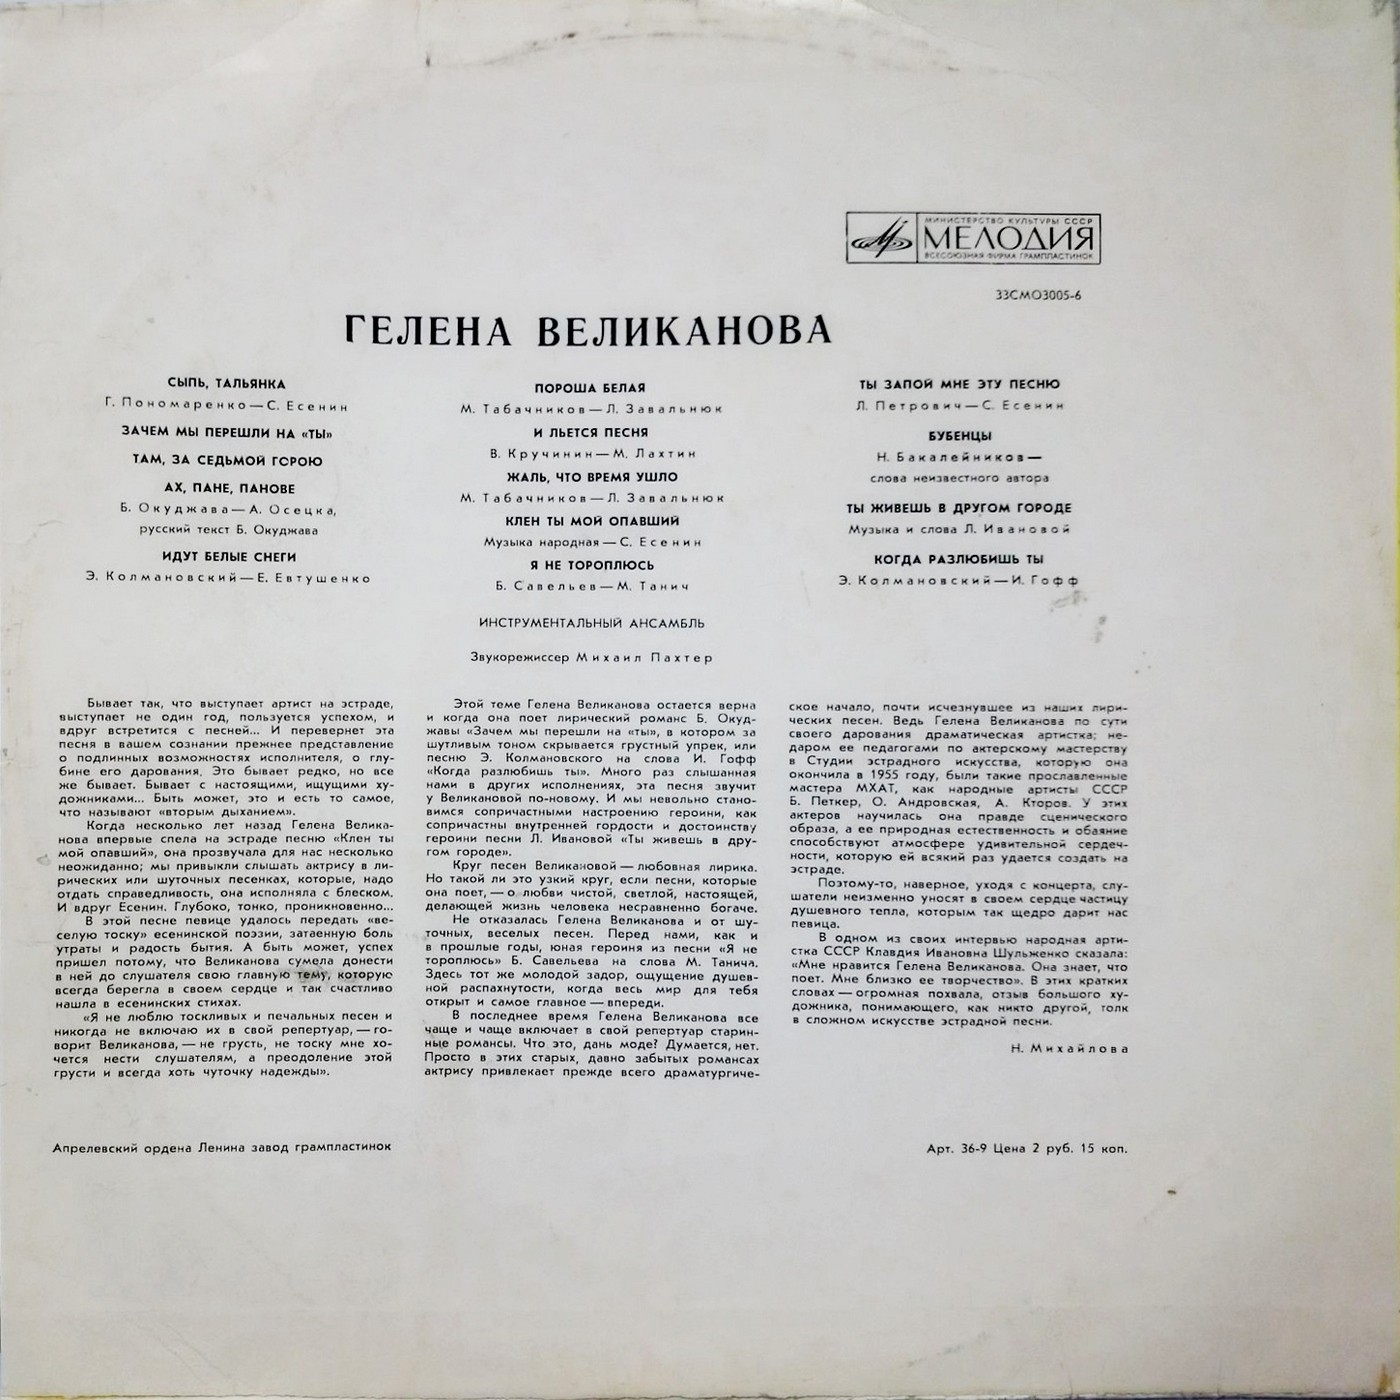 МИНИСТЕРСТВО КУЛЬТУРЫ СССР
МЕЛОДИЯ
ВСЕСОЮЗНАЯ ФИРМА ГРАМПЛАСТИНОК
33СМО3005-6
ГЕЛЕНА ВЕЛИКАНОВА
СЫПЬ, ТАЛЬЯНКА
Г. Пономаренко — С. Есенин
ЗАЧЕМ МЫ ПЕРЕШЛИ НА «ТЫ»
ТАМ, ЗА СЕДЬМОЙ ГОРОЮ
АХ, ПАНЕ, ПАНОВЕ
Б. Окуджава — А. Осецка,
русский текст Б. Окуджава
ИДУТ БЕЛЫЕ СНЕГИ
Э. Колмановский — Е. Евтушенко
ПОРОША БЕЛАЯ
М. Табачников — Л. Завальнюк
И ЛЬЕТСЯ ПЕСНЯ
В. Кручинин — М. Лахтин
ЖАЛЬ, ЧТО ВРЕМЯ УШЛО
М. Табачников — Л. Завальнюк
КЛЕН ТЫ МОЙ ОПАВШИЙ
Музыка народная — С. Есенин
Я НЕ ТОРОПЛЮСЬ
Б. Савельев — М. Танич
ТЫ ЗАПОЙ МНЕ ЭТУ ПЕСНЮ
Л. Петрович — С. Есенин
БУБЕНЦЫ
Н. Бакалейников —
слова неизвестного автора
ТЫ ЖИВЕШЬ В ДРУГОМ ГОРОДЕ
Музыка и слова Л. Ивановой
КОГДА РАЗЛЮБИШЬ ТЫ
Э. Колмановский — И. Гофф
ИНСТРУМЕНТАЛЬНЫЙ АНСАМБЛЬ
Звукорежиссер Михаил Пахтер
Бывает так, что выступает артист на эстраде,
выступает не один год, пользуется успехом, и
вдруг встретится с песней... И перевернет эта
песня в вашем сознании прежнее представление
о подлинных возможностях исполнителя, о глу-
бине его дарования. Это бывает редко, но все
же бывает. Бывает с настоящими, ищущими ху-
дожниками... Быть может, это и есть то самое,
что называют «вторым дыханием».
Когда несколько лет назад Гелена Велика-
нова впервые спела на эстраде песню «Клен ты
мой опавший», она прозвучала для нас несколько
неожиданно; мы привыкли слышать актрису в ли-
рических или шуточных песенках, которые, надо
отдать справедливость, она исполняла с блеском.
И вдруг Есенин. Глубоко, тонко, проникновенно...
В этой песне певице удалось передать «ве-
селую тоску» есенинской поэзии, затаенную боль
утраты и радость бытия. А быть может, успех
пришел потому, что Великанова сумела донести
в ней до слушателя свою главную тему, которую
всегда берегла в своем сердце и так счастливо
нашла в есенинских стихах.
«Я не люблю тоскливых и печальных песен и
никогда не включаю их в свой репертуар, — го-
ворит Великанова, — не грусть, не тоску мне хо-
чется нести слушателям, а преодоление этой
грусти и всегда хоть чуточку надежды».
Этой теме Гелена Великанова остается верна
и когда она поет лирический романс Б. Окуд-
жавы «Зачем мы перешли на «ты», в котором за
шутливым тоном скрывается грустный упрек, или
песню Э. Колмановского на слова И. Гофф
«Когда разлюбишь ты». Много раз слышанная
нами в других исполнениях, эта песня звучит
у Великановой по-новому. И мы невольно стано-
вимся сопричастными настроению героини, как
сопричастны внутренней гордости и достоинству
героини песни Л. Ивановой «Ты живешь в дру-
гом городе».
Круг песен Великановой — любовная лирика.
Но такой ли это узкий круг, если песни, которые
она поет, — о любви чистой, светлой, настоящей,
делающей жизнь человека несравненно богаче.
Не отказалась Гелена Великанова и от шу-
точных, веселых песен. Перед нами, как и
в прошлые годы, юная героиня из песни «Я не
тороплюсь» Б. Савельева на слова М. Танича.
Здесь тот же молодой задор, ощущение душев-
ной распахнутости, когда весь мир для тебя
открыт и самое главное — впереди.
В последнее время Гелена Великанова все
чаще и чаще включает в свой репертуар старин-
ные романсы. Что это, дань моде? Думается, нет.
Просто в этих старых, давно забытых романсах
актрису привлекает прежде всего драматургиче-
ское начало, почти исчезнувшее из наших лири-
ческих песен. Ведь Гелена Великанова по сути
своего дарования драматическая артистка; не-
даром ее педагогами по актерскому мастерству
в Студии эстрадного искусства, которую она
окончила в 1955 году, были такие прославленные
мастера МХАТ, как народные артисты СССР
Б. Петкер, О. Андровская, А. Кторов. У этих
актеров научилась она правде сценического
образа, а ее природная естественность и обаяние
способствуют атмосфере удивительной сердеч-
ности, которую ей всякий раз удается создать на
эстраде.
Поэтому-то, наверное, уходя с концерта, слу-
шатели неизменно уносят в своем сердце частицу
душевного тепла, которым так щедро дарит нас
певица.
В одном из своих интервью народная арти-
стка СССР Клавдия Ивановна Шульженко сказала:
«Мне нравится Гелена Великанова. Она знает, что
поет. Мне близко ее творчество». В этих кратких
словах — огромная похвала, отзыв большого ху-
дожника, понимающего, как никто другой, толк
в сложном искусстве эстрадной песни.
Н. Михайлова
Апрелевский ордена Ленина завод грампластинок
Арт. 36-9 Цена 2 руб. 15 коп.